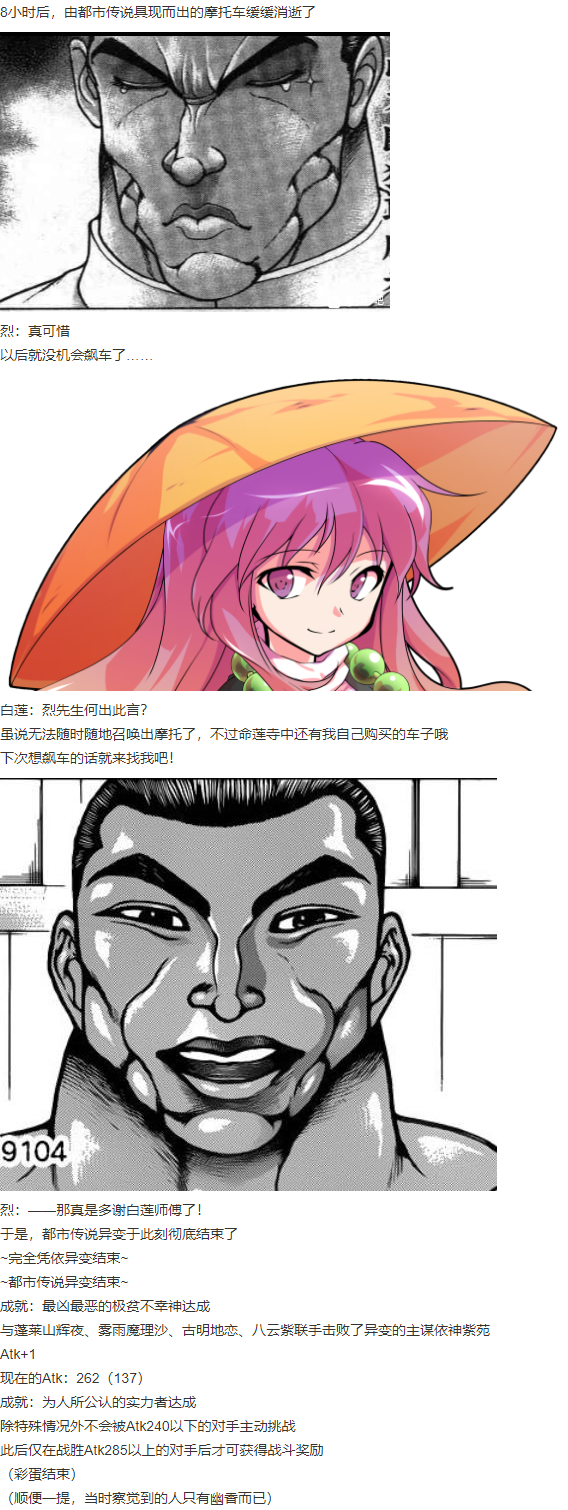 8小时后，由都市传说具现而出的摩托车缓缓消逝了
烈：真可惜
以后就没机会飙车了……
白莲：烈先生何出此言？
虽说无法随时随地召唤出摩托了，不过命莲寺中还有我自己购买的车子哦
下次想飙车的话就来找我吧！
9104
烈：——那真是多谢白莲师傅了！
于是，都市传说异变于此刻彻底结束了
~完全凭依异变结束~
~都市传说异变结束~
成就：最凶最恶的极贫不幸神达成
与蓬莱山辉夜、雾雨魔理沙、古明地恋、八云紫联手击败了异变的主谋依神紫苑
Atk+1
现在的Atk：262（137）
成就：为人所公认的实力者达成
除特殊情况外不会被Atk240以下的对手主动挑战
此后仅在战胜Atk285以上的对手后才可获得战斗奖励
（彩蛋结束）
（顺便一提，当时察觉到的人只有幽香而已）